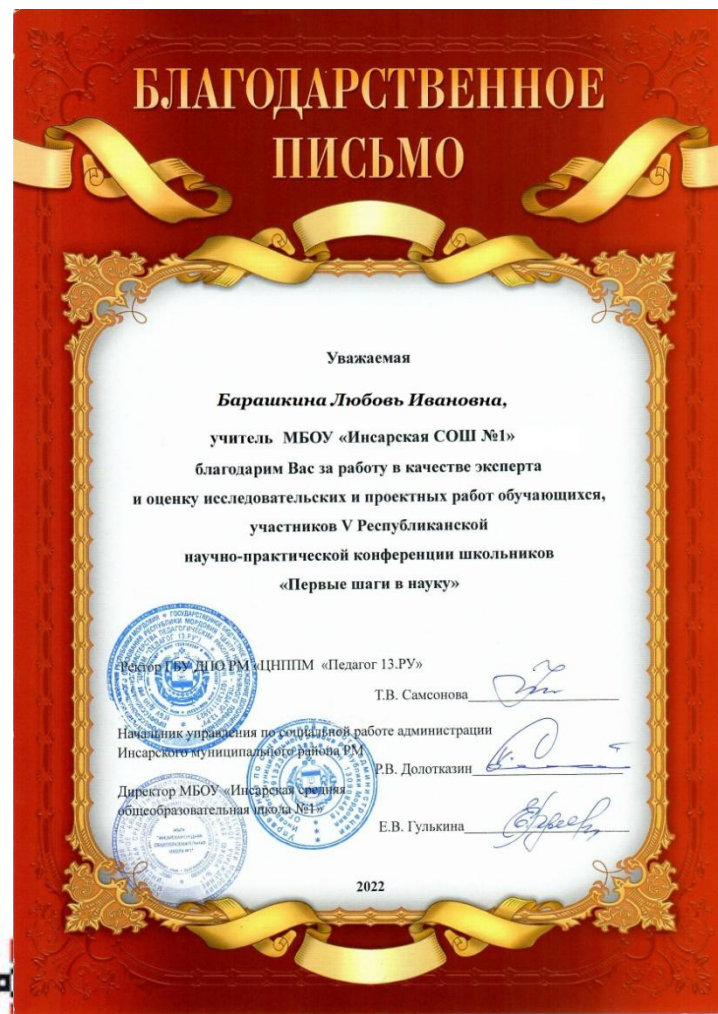 БЛАГОДАРСТВЕННОЕ
ПИСЬМО
Уважаемая
Барашкина Любовь Ивановна,
учитель МБОУ «Инсарская СОШ №1»
благодарим Вас за работу в качестве эксперта
и оценку исследовательских и проектных работ обучающихся,
участников V Республиканской
научно-практической конференции школьников
«Первые шаги в науку»
Ректор ГБУ ДПО РМ «ЦНППМ «Педагог 13.РУ»
Т.В. Самсонова
Начальник управления по социальной работе администрации
Инсарского муниципального района РМ
Р.В. Долотказин
Директор МБОУ «Инсарская средняя
общеобразовательная школа №1»
Е.В. Гулькина
2022